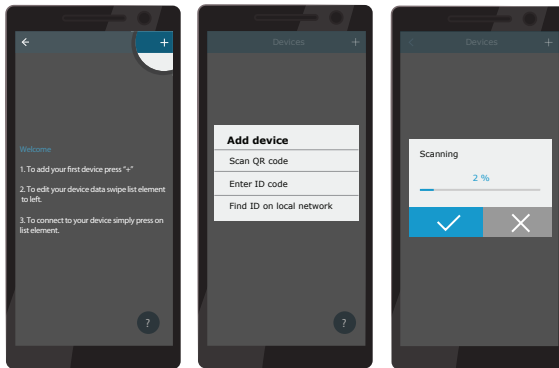 +
Welcome
1. To add your first device press "+"
2. To edit your device data swipe list element
to left.
3. To connect to your device simply press on
list element.
?
Devices +
Add device
Scan QR code
Enter ID code
Find ID on local network
?
Devices +
Scanning
2 %